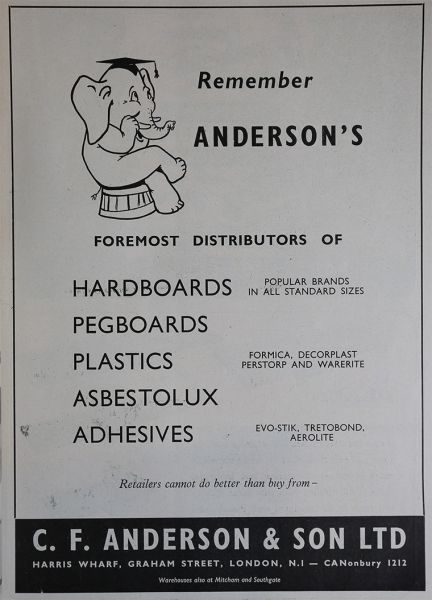 Remember
ANDERSON'S
FOREMOST DISTRIBUTORS OF
HARDBOARDS
POPULAR BRANDS
IN ALL STANDARD SIZES
PEGBOARDS
PLASTICS
FORMICA, DECORPLAST
PERSTORP AND WARERITE
ASBESTOLUX
ADHESIVES
EVO-STIK, TRETOBOND,
AEROLITE
Retailers cannot do better than buy from –
C. F. ANDERSON & SON LTD
HARRIS WHARF, GRAHAM STREET, LONDON, N.I — CANonbury 1212
Warehouses also at Mitcham and Southgate